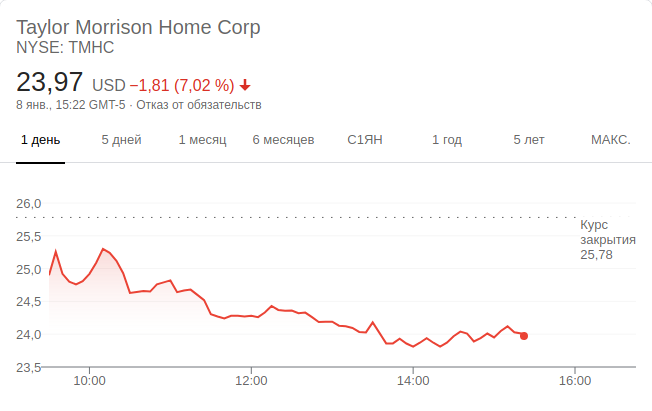 Taylor Morrison Home Corp
NYSE: TMHC
23,97 USD −1,81 (7,02 %)
8 янв., 15:22 GMT-5 · Отказ от обязательств
1 день 5 дней 1 месяц 6 месяцев С1ЯН 1 год 5 лет МАКС.
26,0
25,5
25,0
24,5
24,0
23,5
Курс
закрытия
25,78
10:00 12:00 14:00 16:00